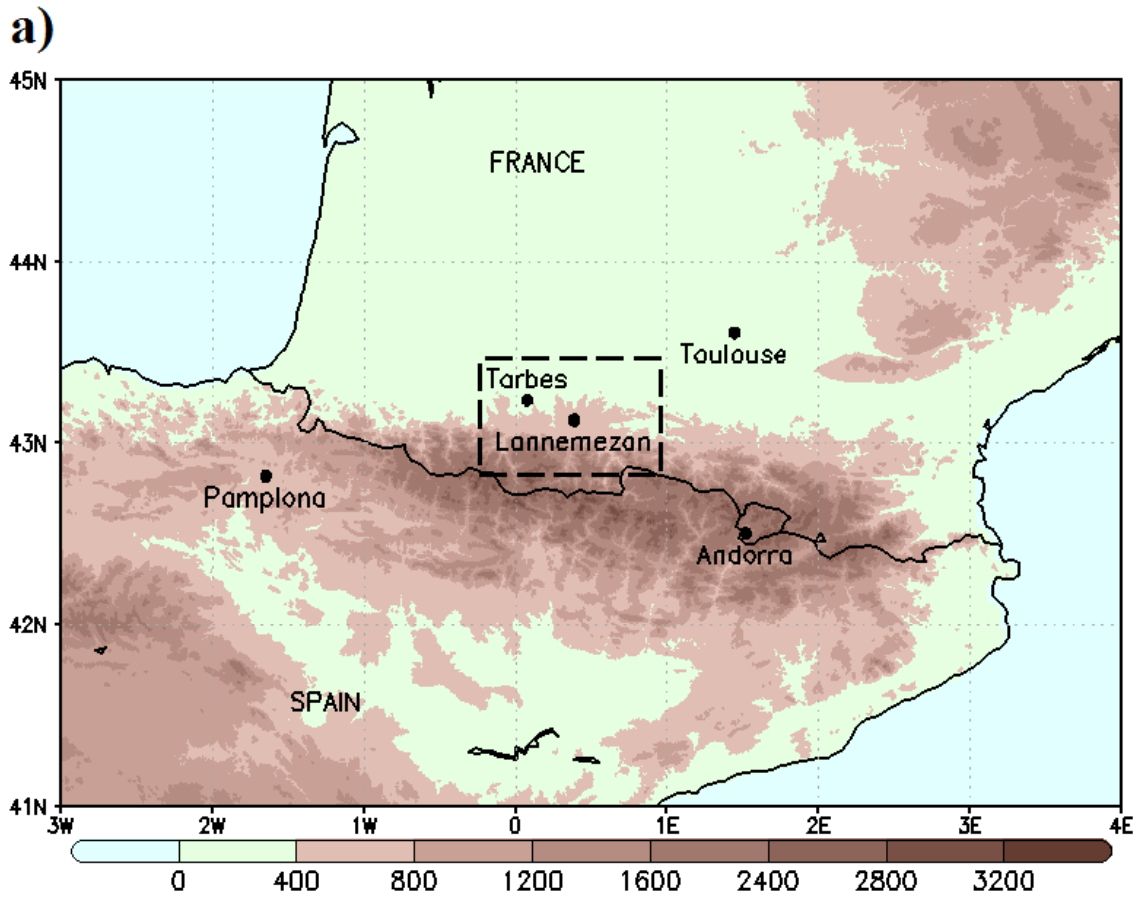 a)
45N
FRANCE
44N
Toulouse
Tarbes
43N
Lannemezan
Pamplona
Andorra
42N
SPAIN
41N
3W 2W 1W 0 1E 2E 3E 4E
0 400 800 1200 1600 2400 2800 3200